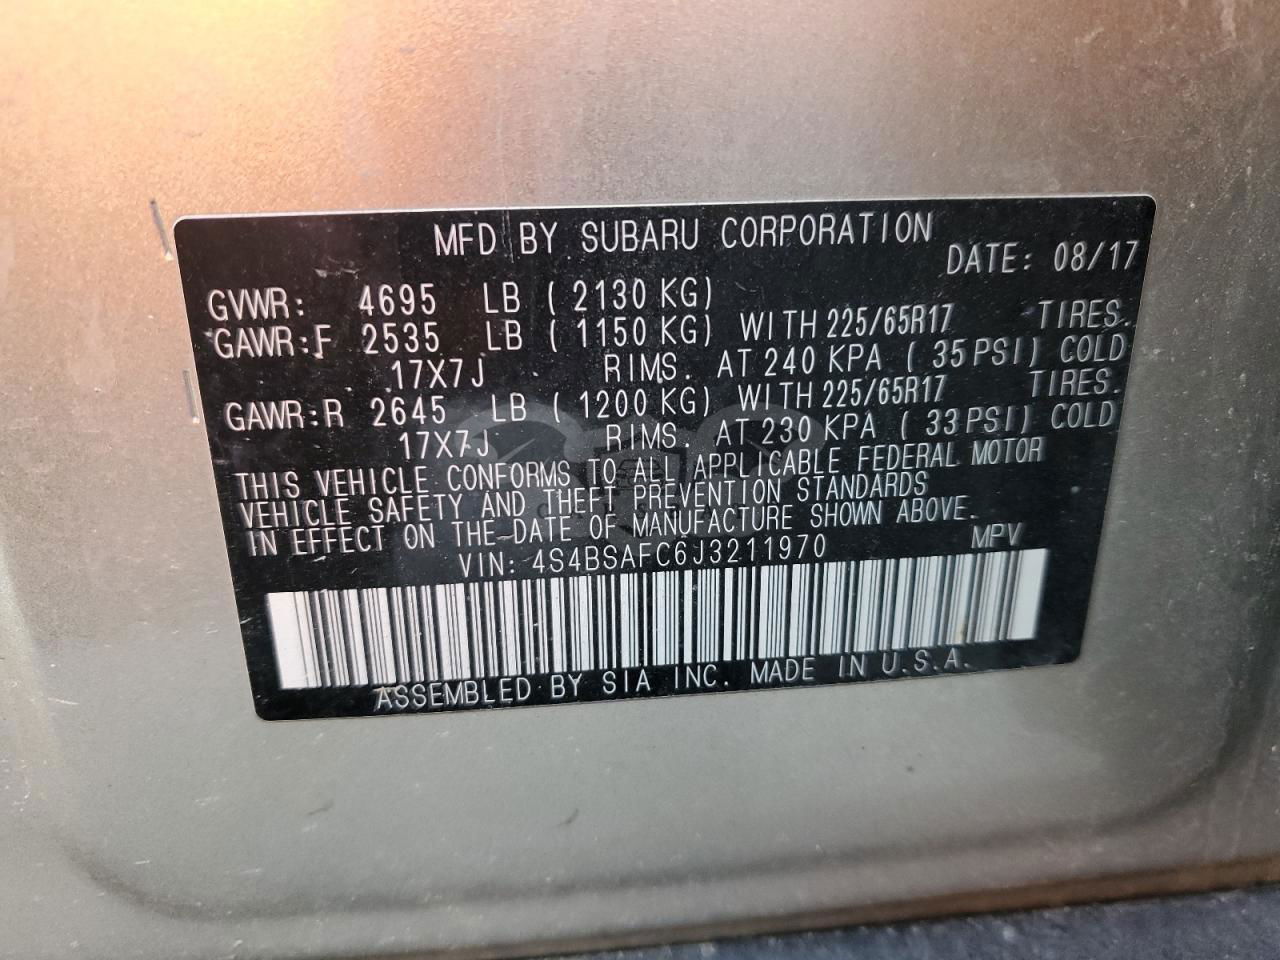 MFD BY SUBARU CORPORATION
DATE: 08/17
GVWR: 4695 LB ( 2130 KG)
GAWR:F 2535 LB ( 1150 KG) WITH 225/65R17 TIRES.
17X7J RIMS. AT 240 KPA ( 35 PSI) COLD
GAWR:R 2645 LB ( 1200 KG) WITH 225/65R17 TIRES.
17X7J RIMS. AT 230 KPA ( 33 PSI) COLD
THIS VEHICLE CONFORMS TO ALL APPLICABLE FEDERAL MOTOR
VEHICLE SAFETY AND THEFT PREVENTION STANDARDS
IN EFFECT ON THE DATE OF MANUFACTURE SHOWN ABOVE.
VIN: 4S4BSAFC6J3211970 MPV
ASSEMBLED BY SIA INC. MADE IN U.S.A.